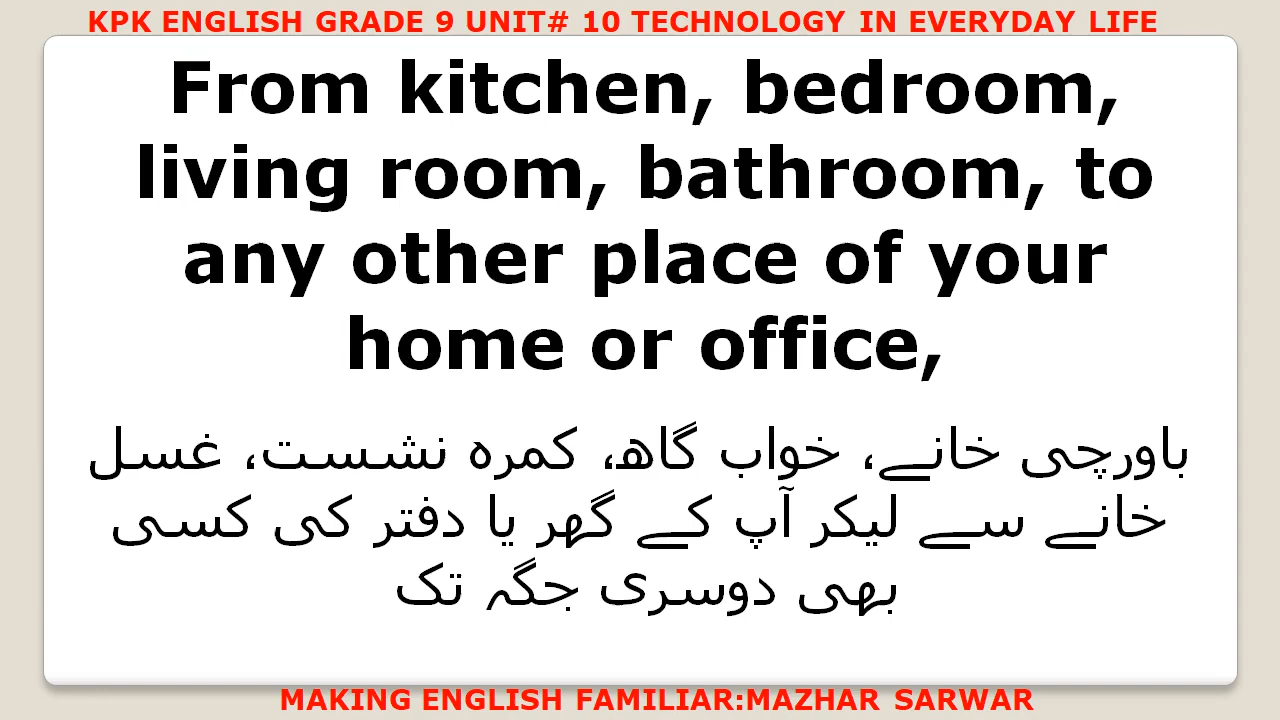 KPK ENGLISH GRADE 9 UNIT# 10 TECHNOLOGY IN EVERYDAY LIFE
From kitchen, bedroom,
living room, bathroom, to
any other place of your
home or office,
باورچی خانے، خواب گاھ، کمرہ نشست، غسل
خانے سے لیکر آپ کے گھر یا دفتر کی کسی
بھی دوسری جگہ تک
MAKING ENGLISH FAMILIAR:MAZHAR SARWAR